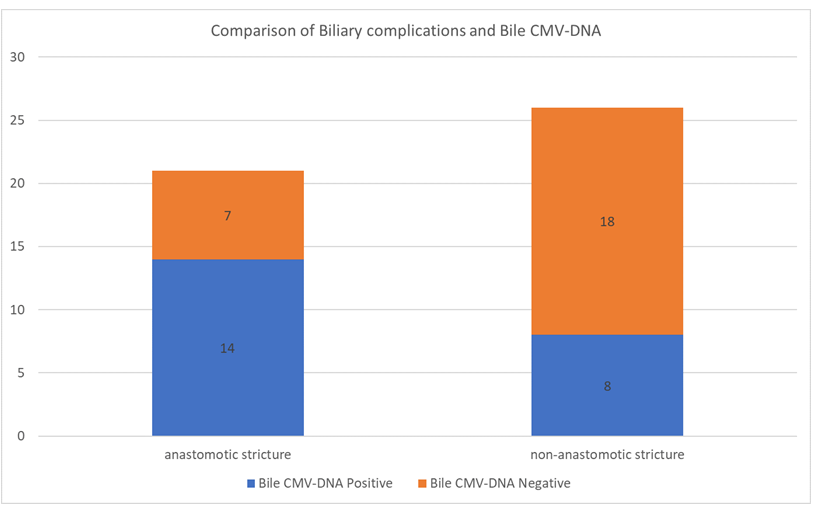 Comparison of Biliary complications and Bile CMV-DNA
30
25
20
15
10
5
0
7
14
18
8
anastomotic stricture
non-anastomotic stricture
Bile CMV-DNA Positive
Bile CMV-DNA Negative